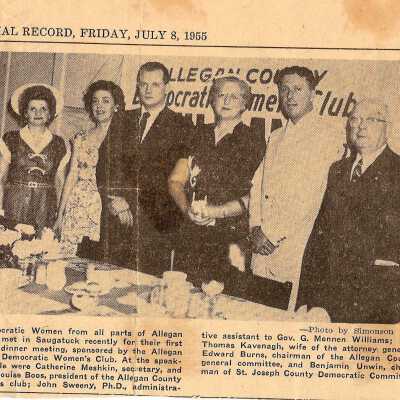 AL RECORD, FRIDAY, JULY 8, 1955
ALLEGAN COUNTY
Democratic Women's Club
Photo by Simonson
ocratic Women from all parts of Allegan
met in Saugatuck recently for their first
dinner meeting, sponsored by the Allegan
Democratic Women's Club. At the speak-
le were Catherine Meshkin, secretary, and
ouise Boos, president of the Allegan County
s club; John Sweeny, Ph.D., administra-
tive assistant to Gov. G. Mennen Williams;
Thomas Kavenagh, wife of the attorney gene
Edward Burns, chairman of the Allegan Cou
general committee, and Benjamin Unwin, cha
man of St. Joseph County Democratic Committ